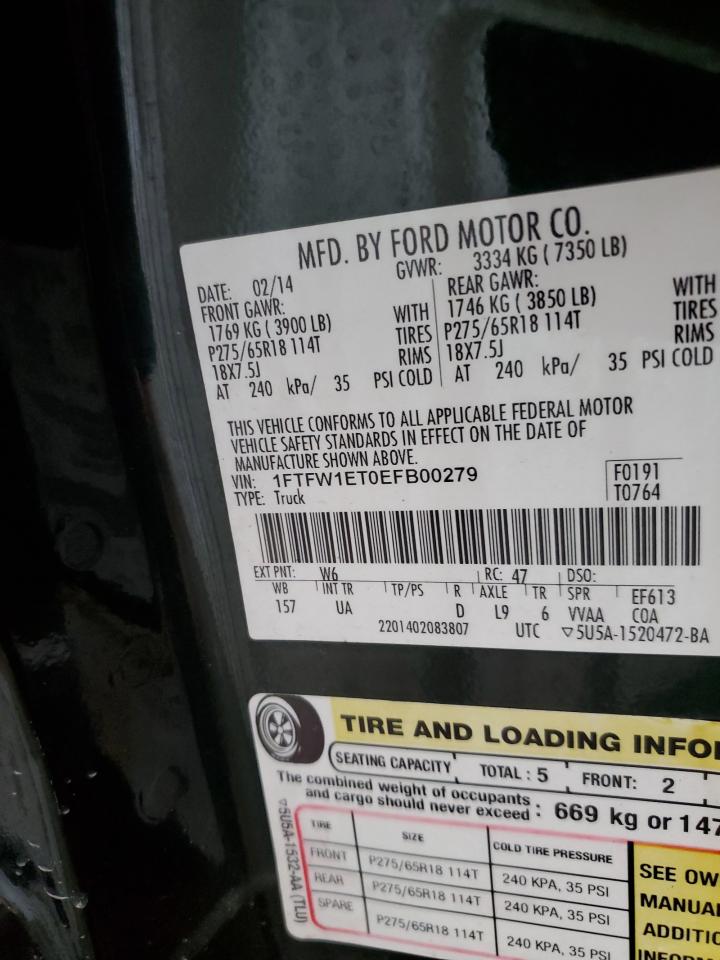 MFD. BY FORD MOTOR CO.
DATE: 02/14 GVWR: 3334 KG ( 7350 LB)
FRONT GAWR: REAR GAWR:
1769 KG ( 3900 LB) WITH 1746 KG ( 3850 LB) WITH
P275/65R18 114T TIRES P275/65R18 114T TIRES
18X7.5J RIMS 18X7.5J RIMS
AT 240 kPa/ 35 PSI COLD AT 240 kPa/ 35 PSI COLD
THIS VEHICLE CONFORMS TO ALL APPLICABLE FEDERAL MOTOR
VEHICLE SAFETY STANDARDS IN EFFECT ON THE DATE OF
MANUFACTURE SHOWN ABOVE.
VIN: 1FTFW1ET0EFB00279 F0191
TYPE: Truck T0764
EXT PNT: W6 RC: 47 DSO:
WB INT TR TP/PS R AXLE TR SPR EF613
157 UA D L9 6 VVAA COA
2201402083807 UTC ▽5U5A-1520472-BA
TIRE AND LOADING INFO
SEATING CAPACITY TOTAL : 5 FRONT: 2
The combined weight of occupants
and cargo should never exceed : 669 kg or 147
TIRE SIZE COLD TIRE PRESSURE
FRONT P275/65R18 114T 240 KPA, 35 PSI
REAR P275/65R18 114T 240 KPA, 35 PSI
SPARE P275/65R18 114T 240 KPA, 35 PSI
SEE OW
MANUA
ADDITIO
INFORM
▽5U5A-1532-AA (TLU)